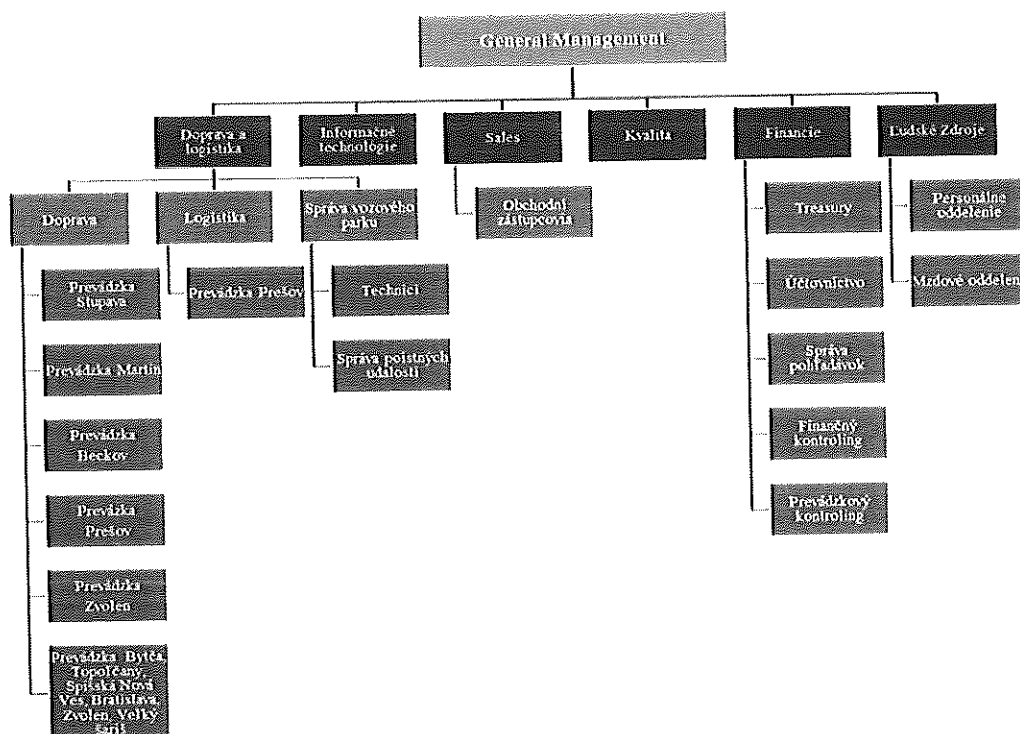 General Management
Doprava a
logistika
Informačné
technologie
Sales
Kvalita
Financie
Ľudské Zdroje
Doprava
Logistika
Správa vozového
parku
Obchodní
zástupcovia
Treasury
Personálne
oddelenie
Prevádzka
Stupava
Prevádzka Prešov
Technici
Účtovníctvo
Mzdové oddelen
Prevádzka Martin
Správa poistných
udalostí
Správa
pohľadávok
Prevádzka
Beckov
Finančný
kontroling
Prevázka
Prešov
Prevádzkový
kontroling
Prevádzka
Zvolen
Prevádzka Bytča,
Topoľčany,
Spišská Nová
Ves, Bratislava,
Zvolen, Veľký
šariš